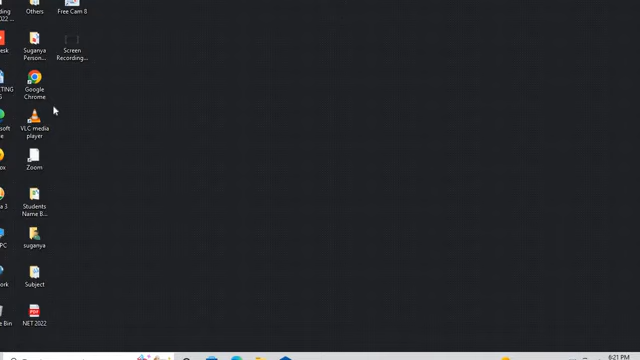 Others
Free Cam 8
2022 ...
Suganya
Person...
Screen
Recording...
Google
Chrome
VLC media
player
Zoom
Students
Name B...
suganya
Subject
NET 2022
6:21 PM